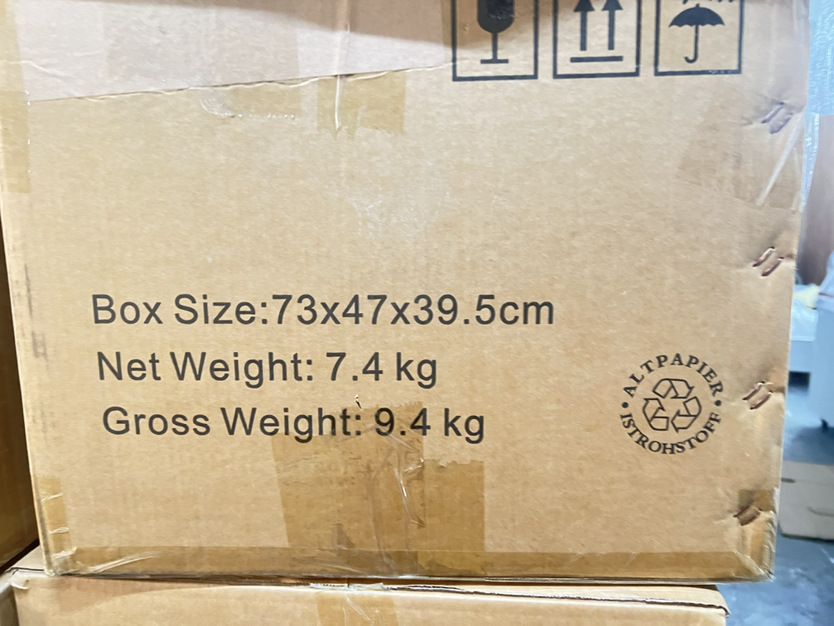 Box Size:73x47x39.5cm
Net Weight: 7.4 kg
Gross Weight: 9.4 kg
ALTPAPIER
ISTROHSTOFF